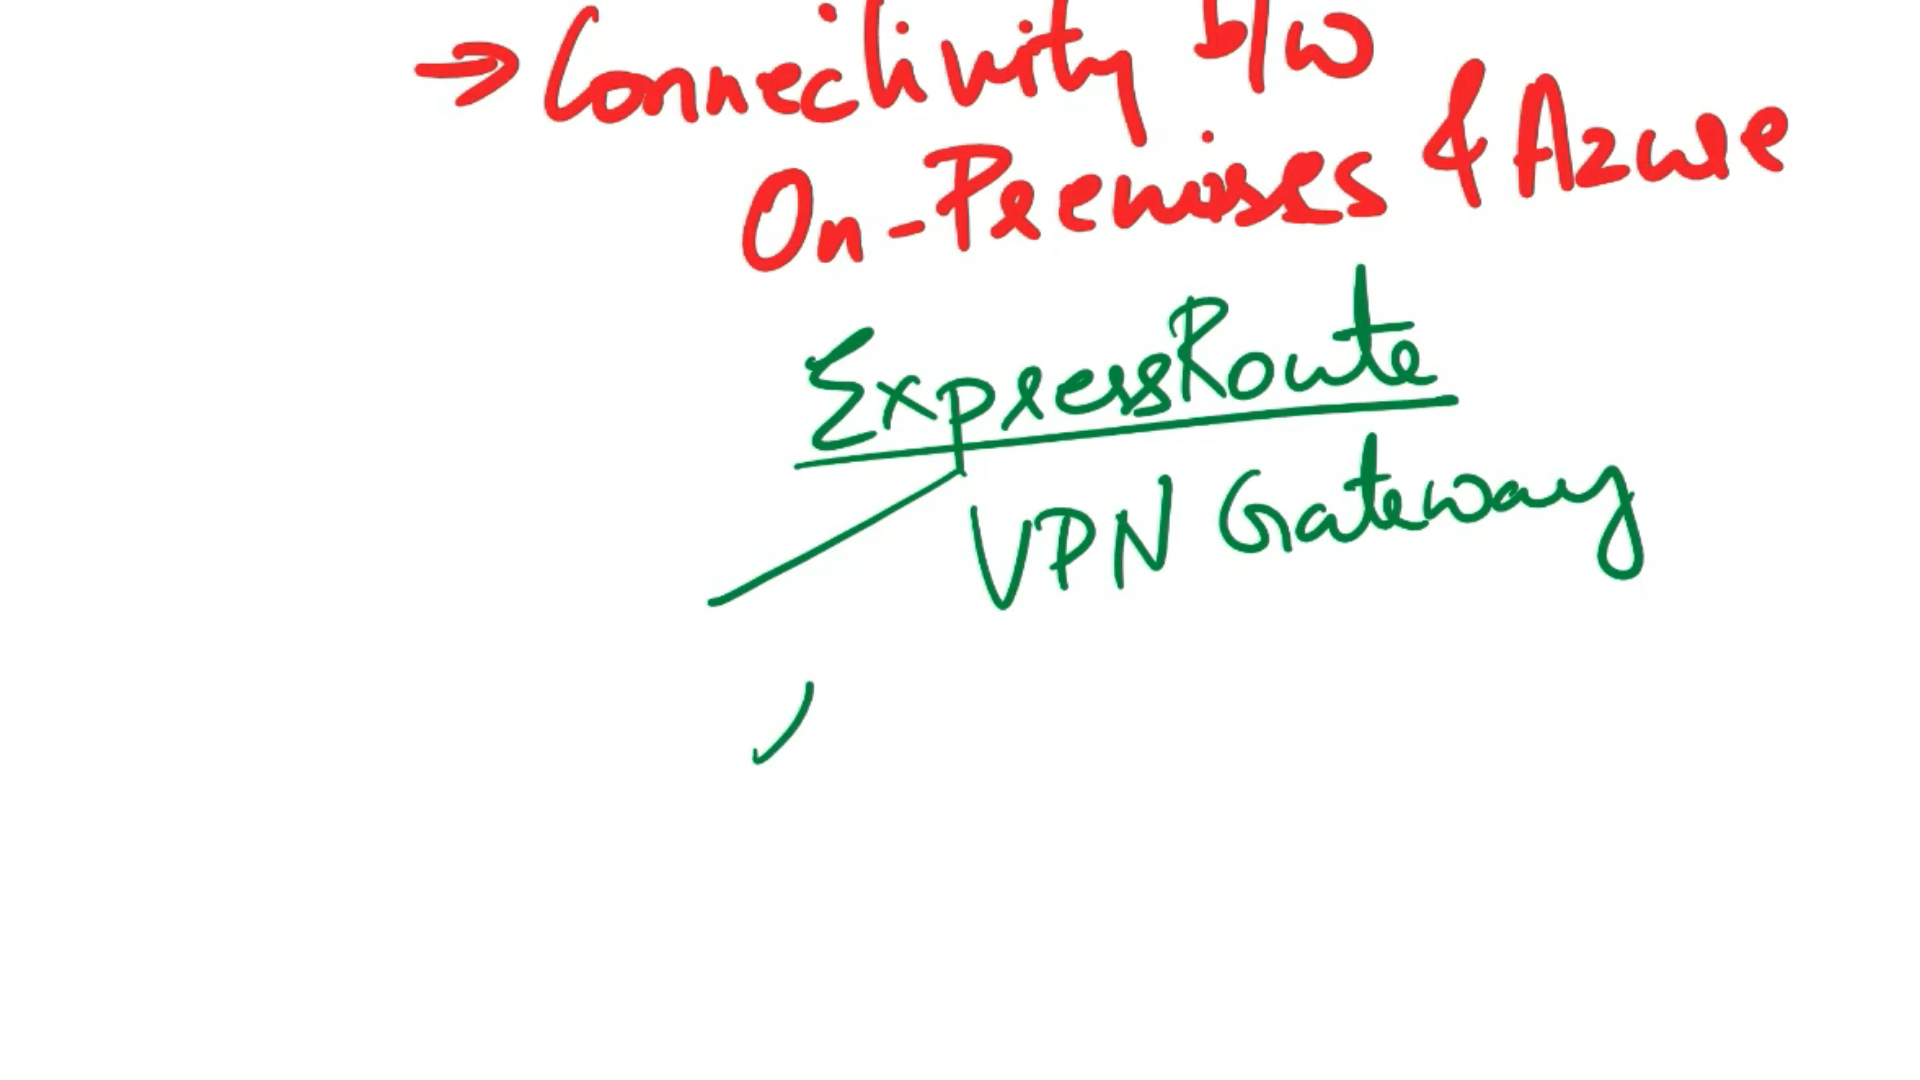 → Connectivity b/w
On-Premises & Azure
ExpressRoute
VPN Gateway